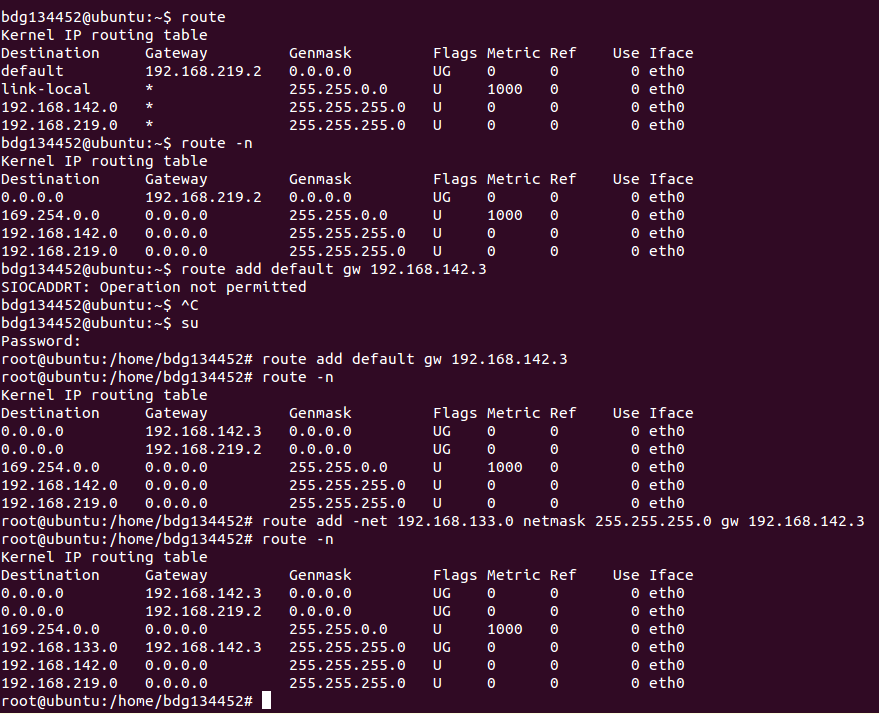 bdg134452@ubuntu:~$ route
Kernel IP routing table
Destination     Gateway         Genmask         Flags Metric Ref    Use Iface
default         192.168.219.2   0.0.0.0         UG    0      0        0 eth0
link-local      *               255.255.0.0     U     1000   0        0 eth0
192.168.142.0   *               255.255.255.0   U     0      0        0 eth0
192.168.219.0   *               255.255.255.0   U     0      0        0 eth0
bdg134452@ubuntu:~$ route -n
Kernel IP routing table
Destination     Gateway         Genmask         Flags Metric Ref    Use Iface
0.0.0.0         192.168.219.2   0.0.0.0         UG    0      0        0 eth0
169.254.0.0     0.0.0.0         255.255.0.0     U     1000   0        0 eth0
192.168.142.0   0.0.0.0         255.255.255.0   U     0      0        0 eth0
192.168.219.0   0.0.0.0         255.255.255.0   U     0      0        0 eth0
bdg134452@ubuntu:~$ route add default gw 192.168.142.3
SIOCADDRT: Operation not permitted
bdg134452@ubuntu:~$ ^C
bdg134452@ubuntu:~$ su
Password:
root@ubuntu:/home/bdg134452# route add default gw 192.168.142.3
root@ubuntu:/home/bdg134452# route -n
Kernel IP routing table
Destination     Gateway         Genmask         Flags Metric Ref    Use Iface
0.0.0.0         192.168.142.3   0.0.0.0         UG    0      0        0 eth0
0.0.0.0         192.168.219.2   0.0.0.0         UG    0      0        0 eth0
169.254.0.0     0.0.0.0         255.255.0.0     U     1000   0        0 eth0
192.168.142.0   0.0.0.0         255.255.255.0   U     0      0        0 eth0
192.168.219.0   0.0.0.0         255.255.255.0   U     0      0        0 eth0
root@ubuntu:/home/bdg134452# route add -net 192.168.133.0 netmask 255.255.255.0 gw 192.168.142.3
root@ubuntu:/home/bdg134452# route -n
Kernel IP routing table
Destination     Gateway         Genmask         Flags Metric Ref    Use Iface
0.0.0.0         192.168.142.3   0.0.0.0         UG    0      0        0 eth0
0.0.0.0         192.168.219.2   0.0.0.0         UG    0      0        0 eth0
169.254.0.0     0.0.0.0         255.255.0.0     U     1000   0        0 eth0
192.168.133.0   192.168.142.3   255.255.255.0   UG    0      0        0 eth0
192.168.142.0   0.0.0.0         255.255.255.0   U     0      0        0 eth0
192.168.219.0   0.0.0.0         255.255.255.0   U     0      0        0 eth0
root@ubuntu:/home/bdg134452#